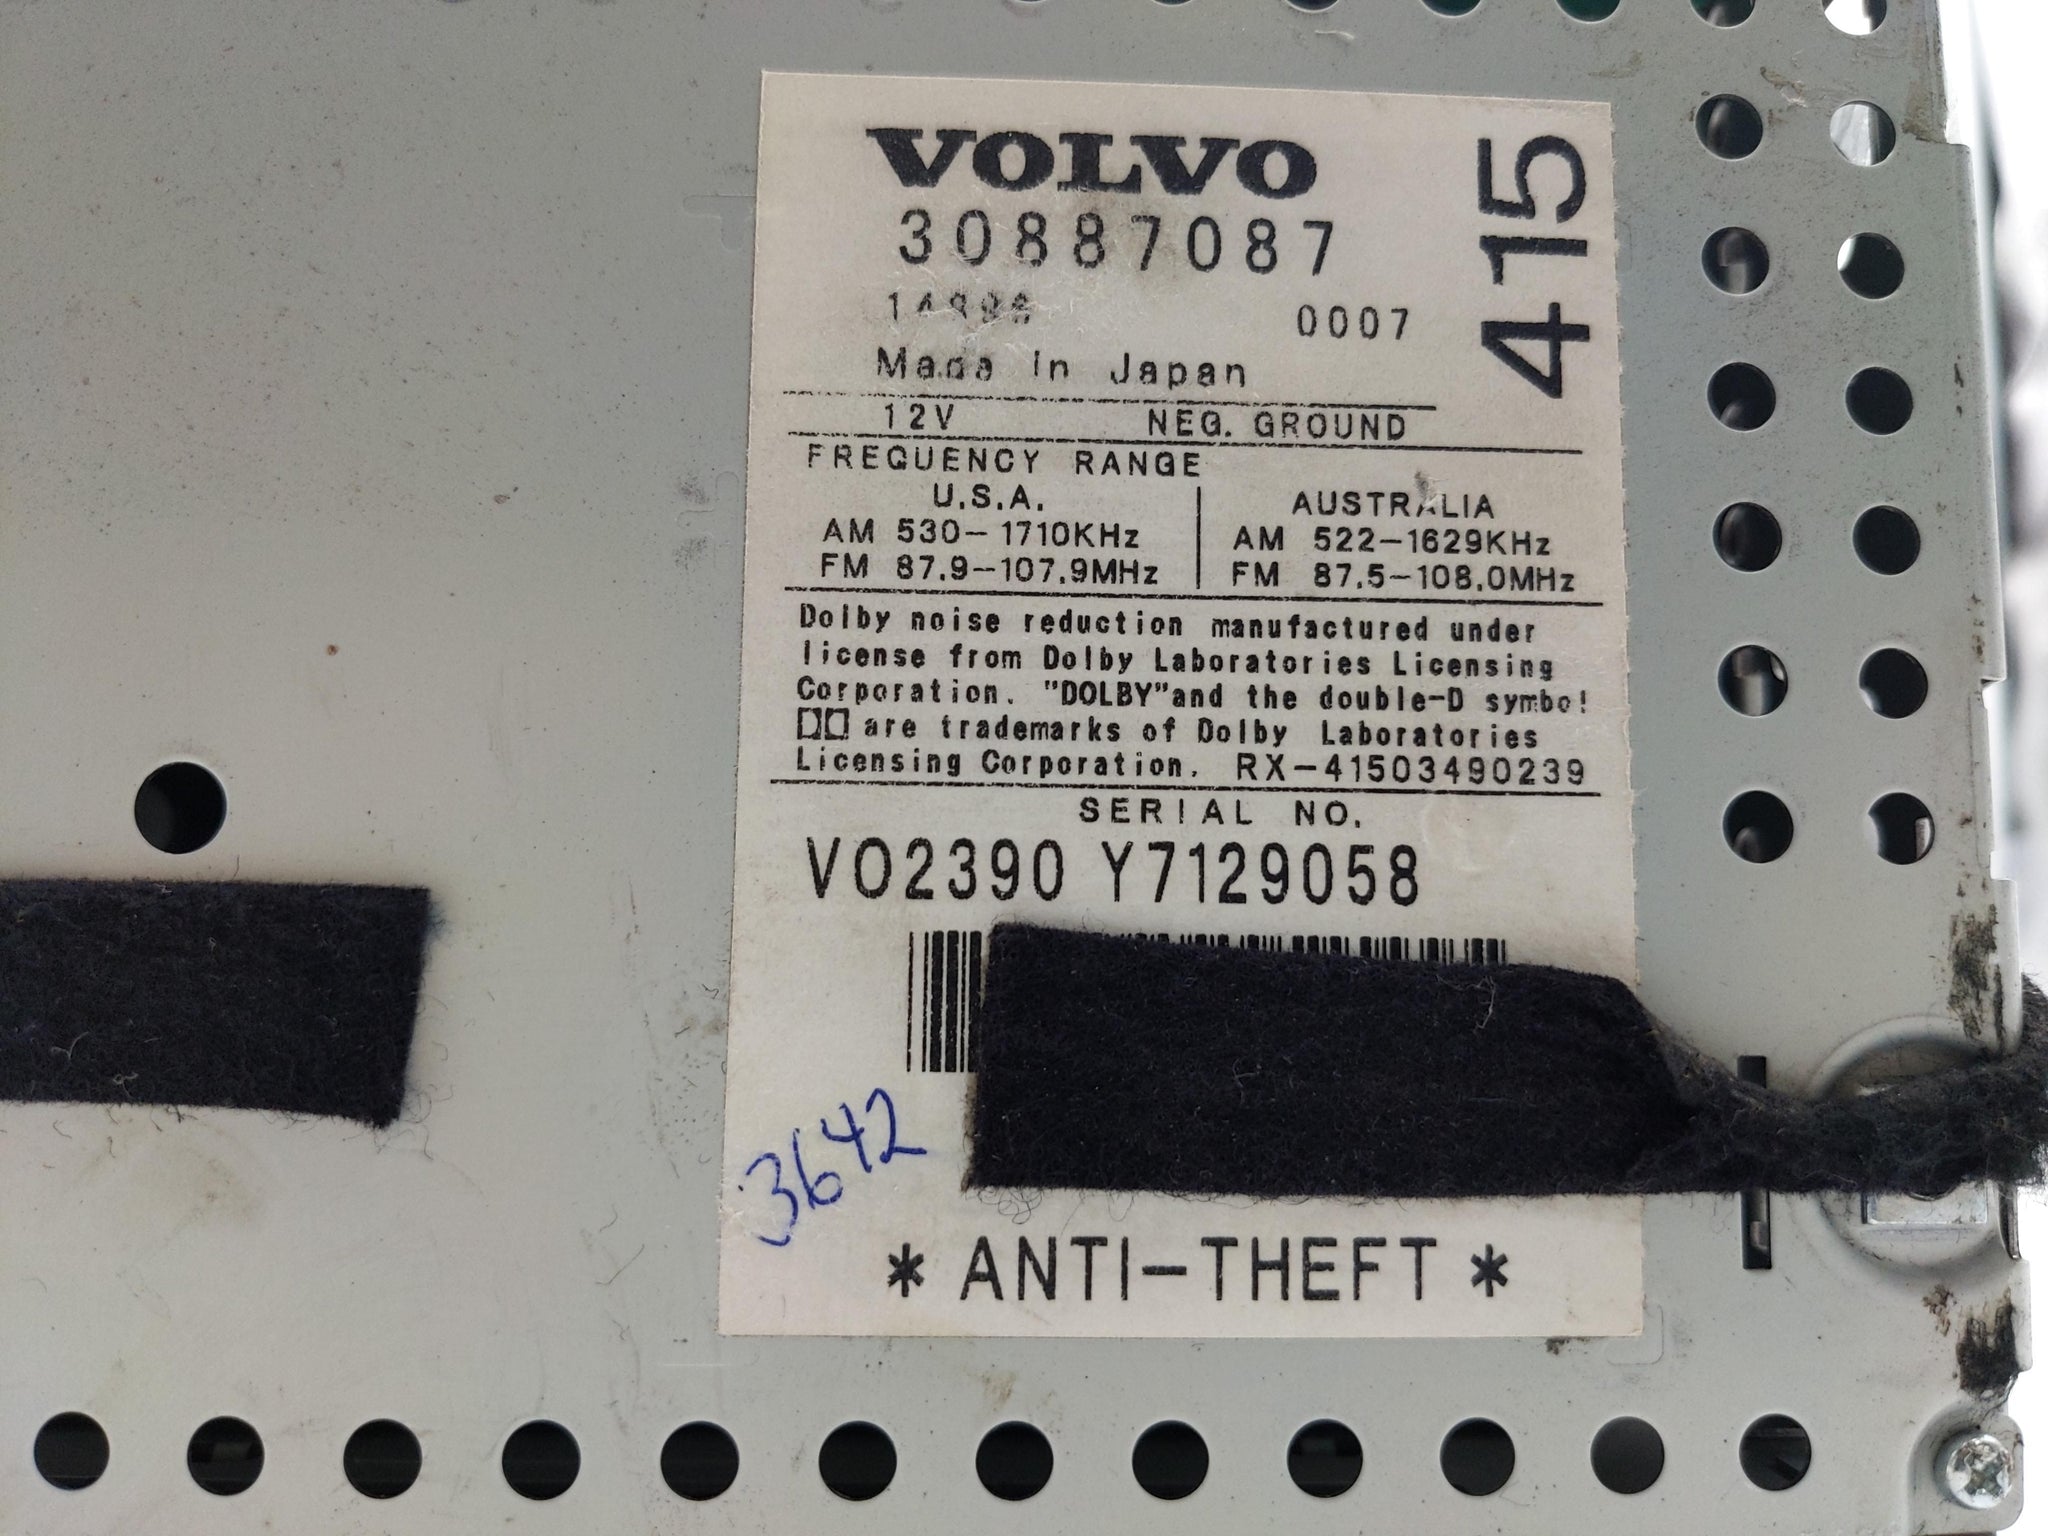 VOLVO
415
30887087
0007
Made In Japan
12V NEG. GROUND
FREQUENCY RANGE
U.S.A. AUSTRALIA
AM 530-1710KHz AM 522-1629KHz
FM 87.9-107.9MHz FM 87.5-108.0MHz
Dolby noise reduction manufactured under
license from Dolby Laboratories Licensing
Corporation. "DOLBY"and the double-D symbol
are trademarks of Dolby Laboratories
Licensing Corporation. RX-41503490239
SERIAL NO.
VO2390 Y7129058
3642
* ANTI-THEFT *